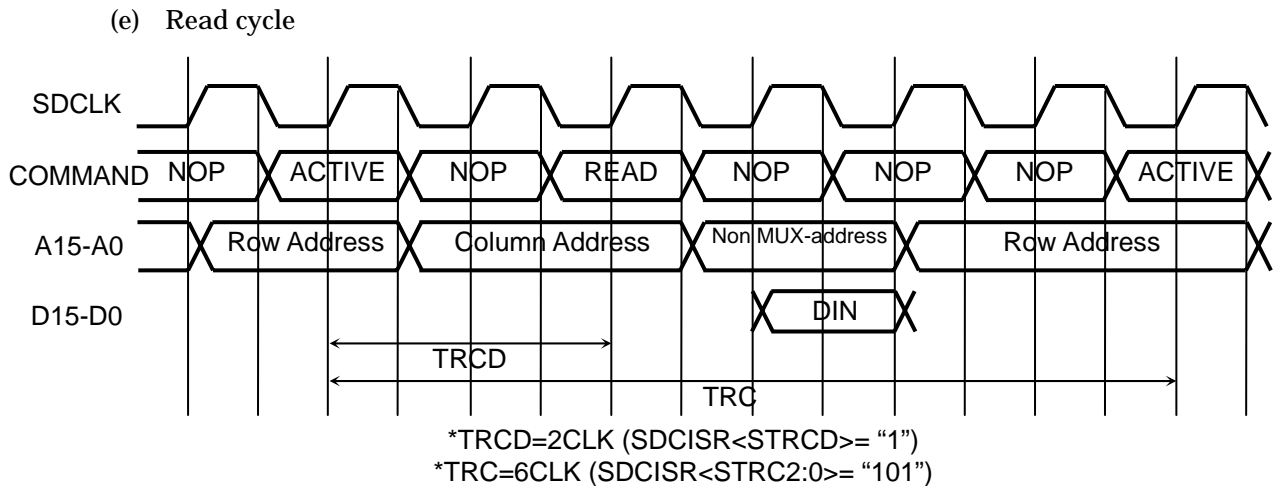 (e) Read cycle
SDCLK
COMMAND NOP ACTIVE NOP READ NOP NOP NOP ACTIVE
A15-A0 Row Address Column Address Non MUX-address Row Address
D15-D0 DIN
TRCD
TRC
*TRCD=2CLK (SDCISR<STRCD>= “1”)
*TRC=6CLK (SDCISR<STRC2:0>= “101”)